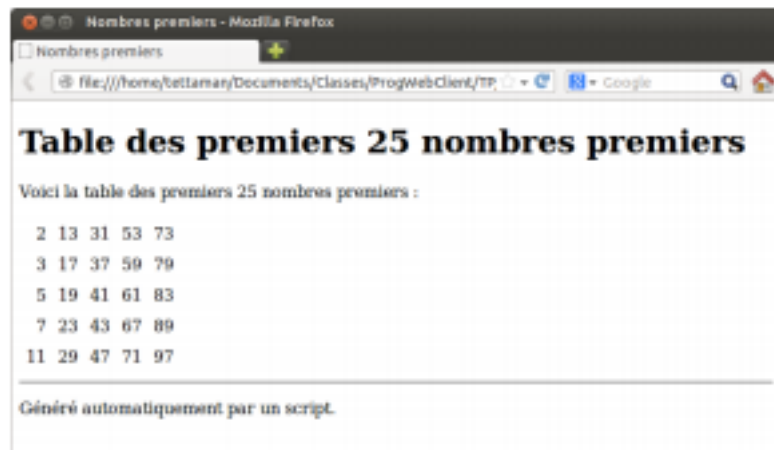 Nombres premiers - Mozilla Firefox
Nombres premiers
file:///home/tettaman/Documents/Classes/ProgWebClient/TP
Google
Table des premiers 25 nombres premiers
Voici la table des premiers 25 nombres premiers :
2 13 31 53 73
3 17 37 59 79
5 19 41 61 83
7 23 43 67 89
11 29 47 71 97
Généré automatiquement par un script.